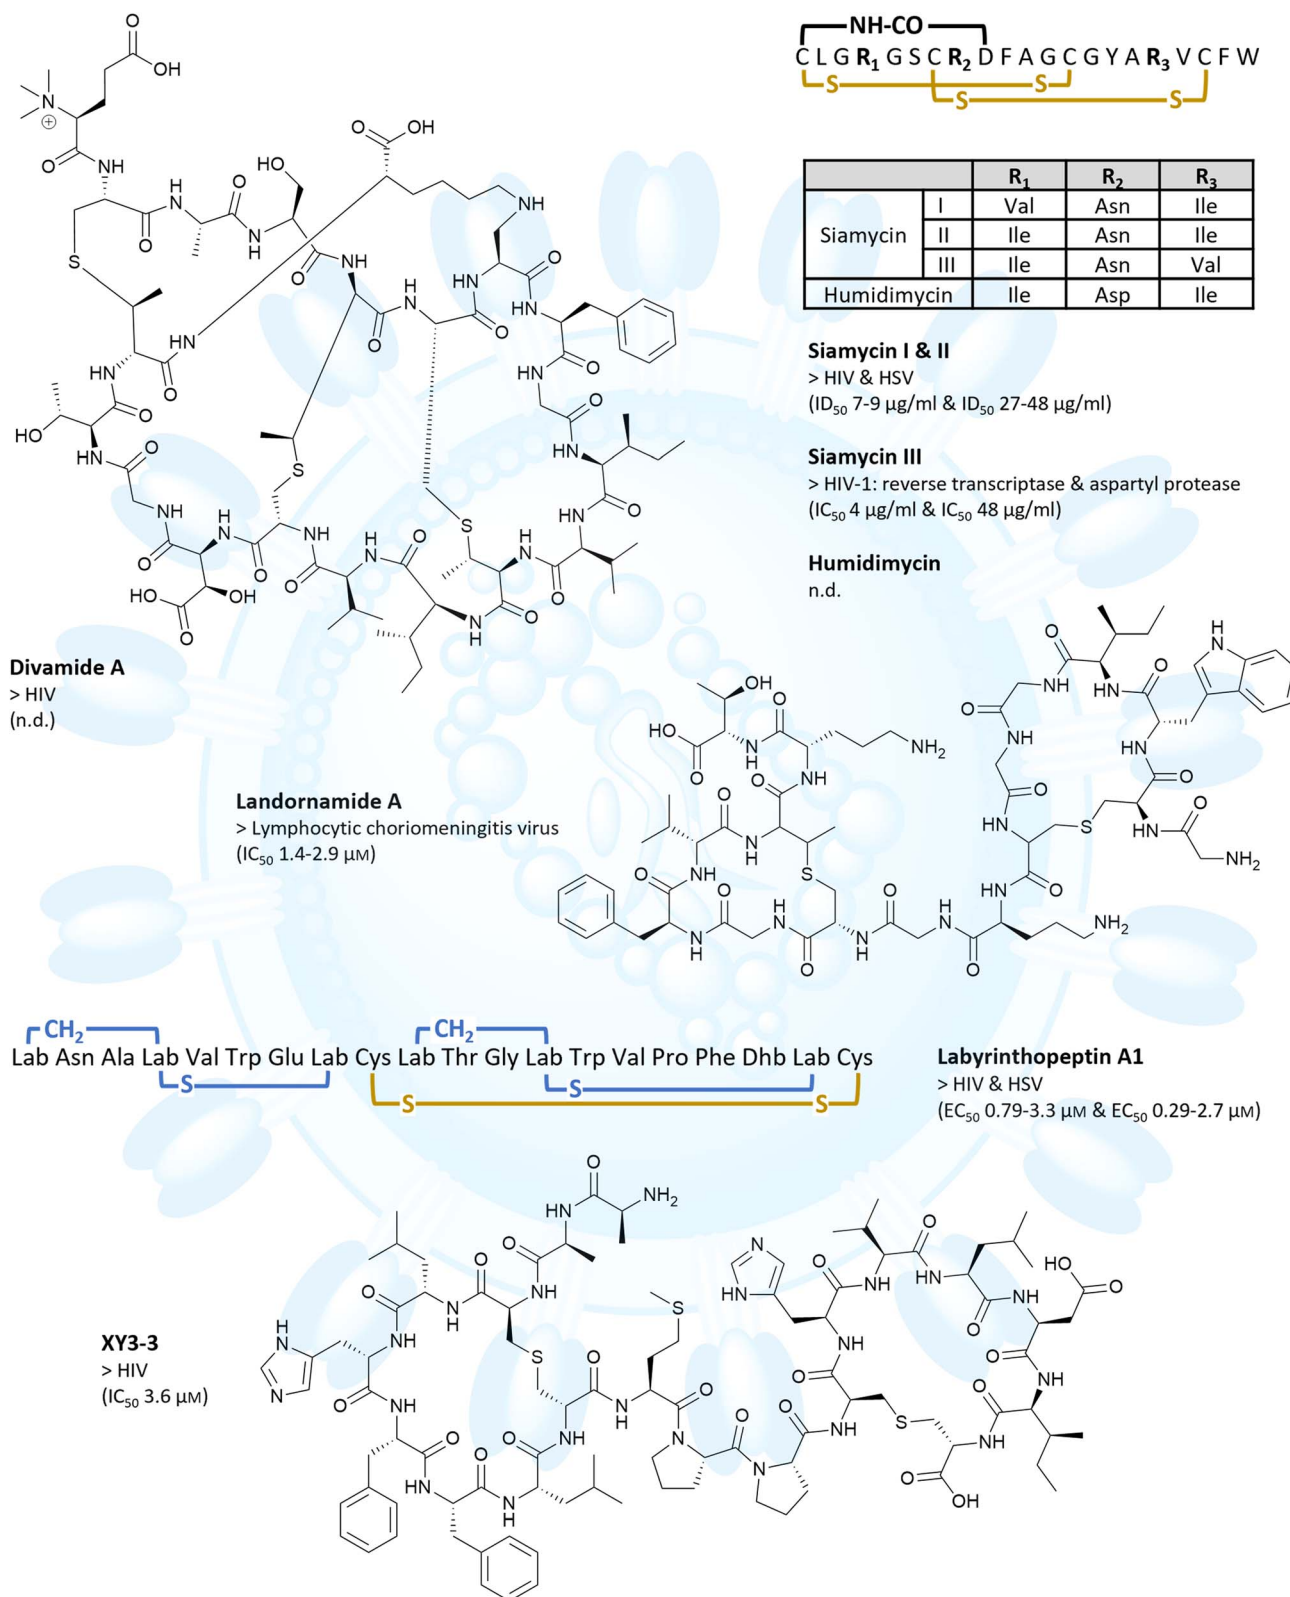 NH-CO
C L G R₁ G S C R₂ D F A G C G Y A R₃ V C F W
S S
S S
R₁ R₂ R₃
Siamycin I Val Asn Ile
II Ile Asn Ile
III Ile Asn Val
Humidimycin Ile Asp Ile
Siamycin I & II
> HIV & HSV
(ID₅₀ 7-9 µg/ml & ID₅₀ 27-48 µg/ml)
Siamycin III
> HIV-1: reverse transcriptase & aspartyl protease
(IC₅₀ 4 µg/ml & IC₅₀ 48 µg/ml)
Humidimycin
n.d.
Divamide A
> HIV
(n.d.)
Landornamide A
> Lymphocytic choriomeningitis virus
(IC₅₀ 1.4-2.9 µM)
CH₂ CH₂
Lab Asn Ala Lab Val Trp Glu Lab Cys Lab Thr Gly Lab Trp Val Pro Phe Dhb Lab Cys
S S
S S
Labyrinthopeptin A1
> HIV & HSV
(EC₅₀ 0.79-3.3 µM & EC₅₀ 0.29-2.7 µM)
XY3-3
> HIV
(IC₅₀ 3.6 µM)